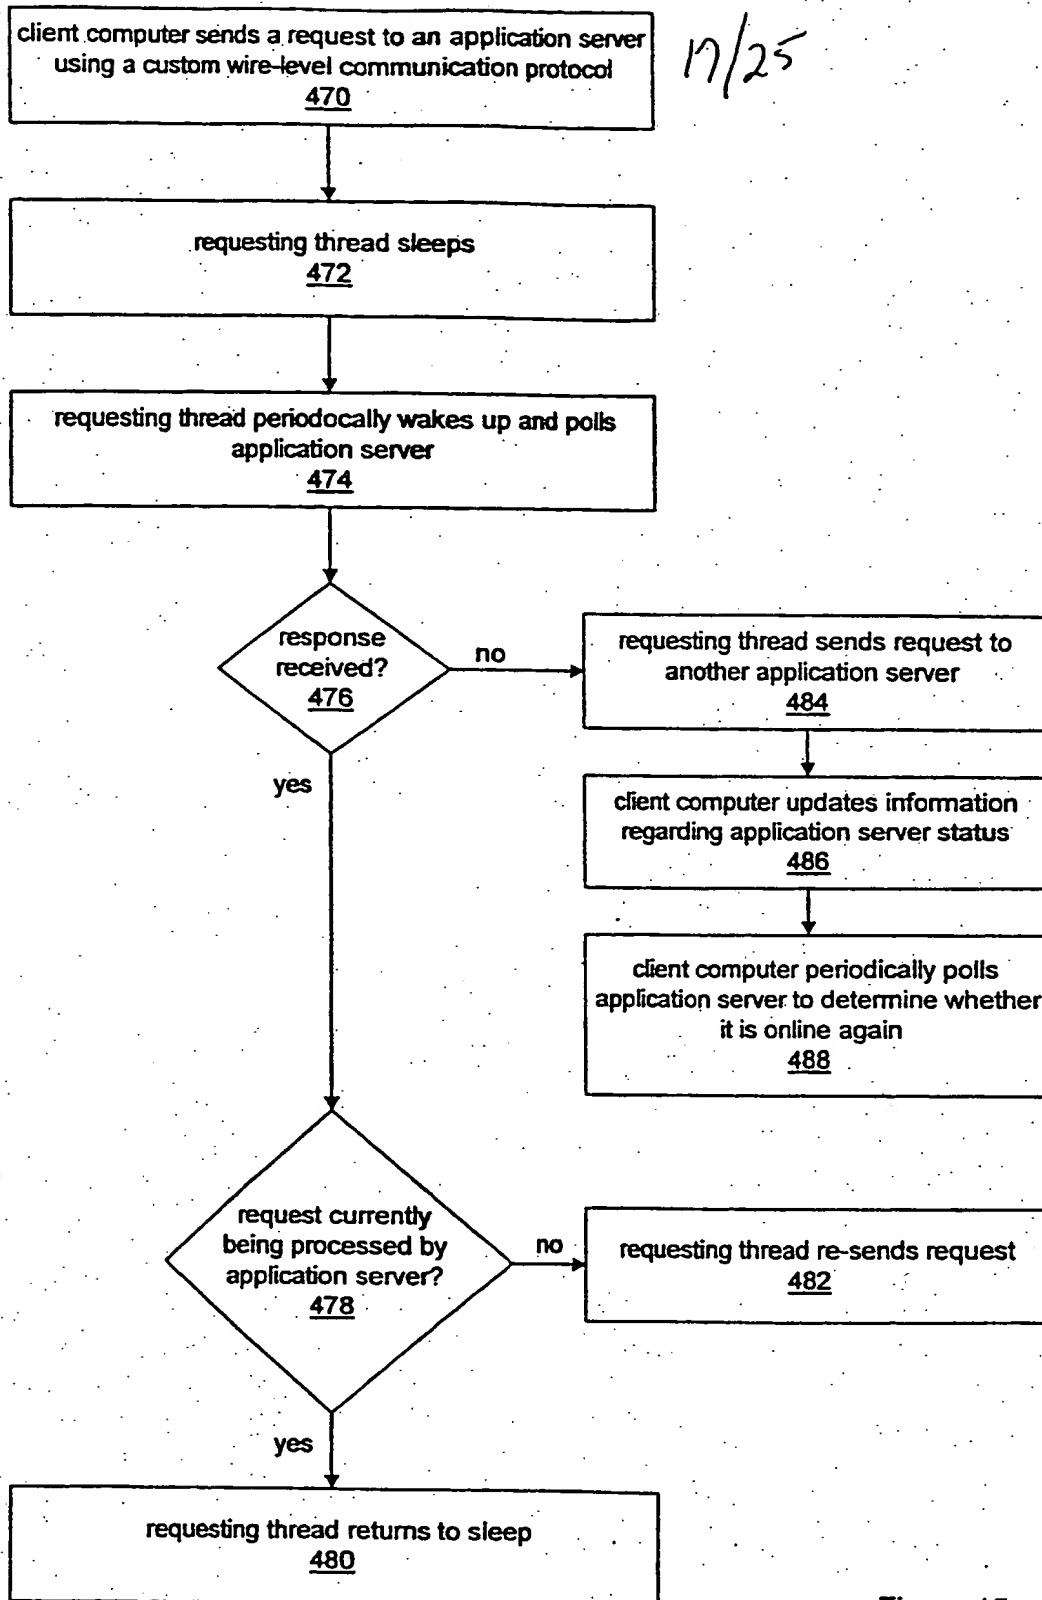 client computer sends a request to an application server
using a custom wire-level communication protocol
470
17/25
requesting thread sleeps
472
requesting thread periodocally wakes up and polls
application server
474
response
received?
476
no
requesting thread sends request to
another application server
484
yes
client computer updates information
regarding application server status
486
client computer periodically polls
application server to determine whether
it is online again
488
request currently
being processed by
application server?
478
no
requesting thread re-sends request
482
yes
requesting thread returns to sleep
480